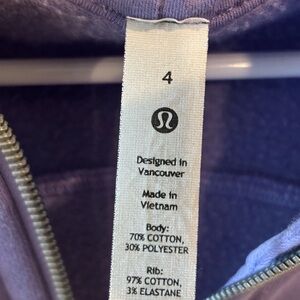 4
Designed in
Vancouver
Made in
Vietnam
Body:
70% COTTON,
30% POLYESTER
Rib:
97% COTTON,
3% ELASTANE